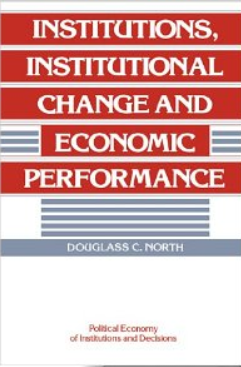 INSTITUTIONS,
INSTITUTIONAL
CHANGE AND
ECONOMIC
PERFORMANCE
DOUGLASS C. NORTH
Political Economy
of Institutions and Decisions